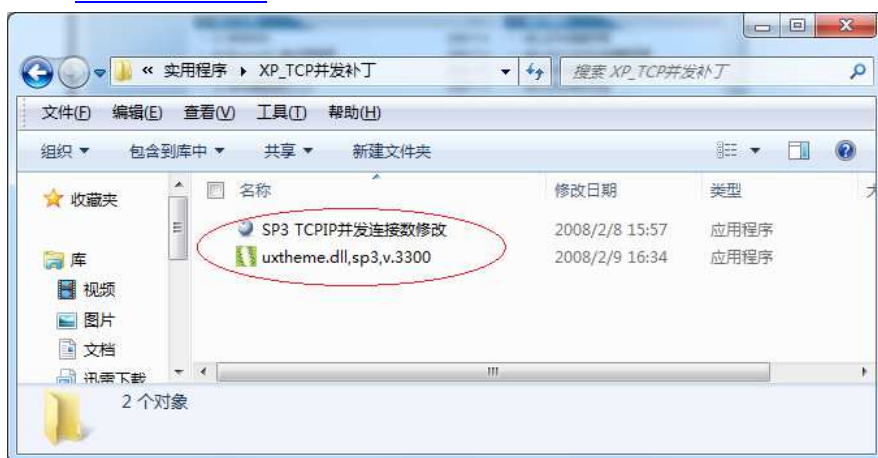 « 实用程序 ▸ XP_TCP并发补丁
搜索 XP_TCP并发补丁
文件(F) 编辑(E) 查看(V) 工具(T) 帮助(H)
组织 ▼ 包含到库中 ▼ 共享 ▼ 新建文件夹
收藏夹
名称 修改日期 类型 大
SP3 TCPIP并发连接数修改 2008/2/8 15:57 应用程序
uxtheme.dll,sp3,v.3300 2008/2/9 16:34 应用程序
库
视频
图片
文档
迅雷下载
2 个对象